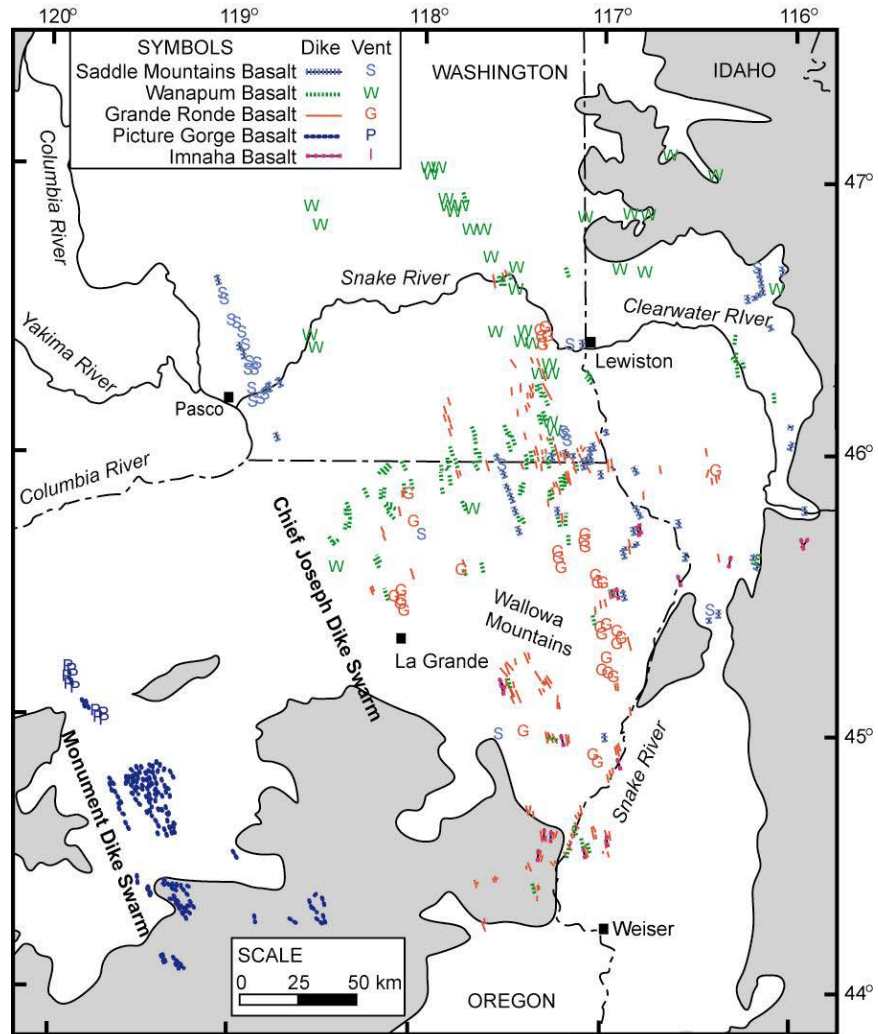 120° 119° 118° 117° 116°
SYMBOLS Dike Vent
Saddle Mountains Basalt S
Wanapum Basalt W
Grande Ronde Basalt G
Picture Gorge Basalt P
Imnaha Basalt I
WASHINGTON
IDAHO
Columbia River
47°
Snake River
Clearwater RIver
Yakima River
Lewiston
Pasco
46°
Columbia River
Chief Joseph Dike Swarm
Wallowa
Mountains
La Grande
45°
Monument Dike Swarm
Snake River
Weiser
SCALE
0 25 50 km
44°
OREGON